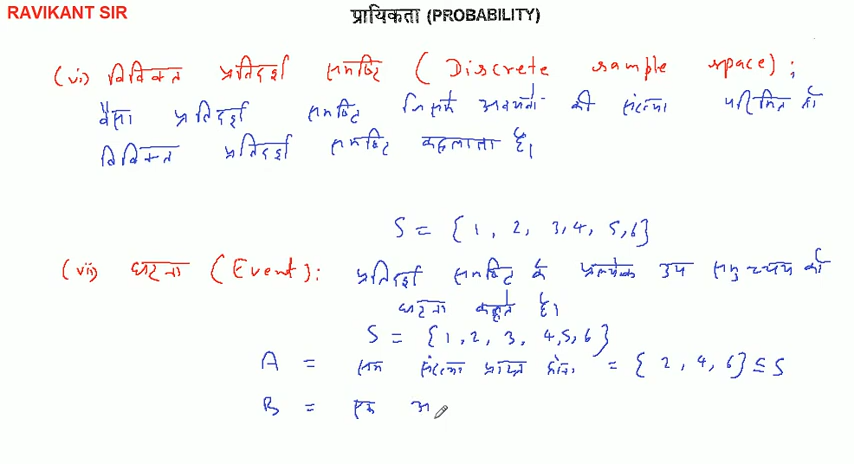 RAVIKANT SIR
प्रायिकता (PROBABILITY)
(vi) विविक्त प्रतिदर्श समष्टि (Discrete sample space);
वैसा प्रतिदर्श समष्टि जिसके अवयवों की संख्या परिमित हो
विविक्त प्रतिदर्श समष्टि कहलाता है।
S = {1, 2, 3, 4, 5, 6}
(vii) घटना (Event): प्रतिदर्श समष्टि के प्रत्येक उप समुच्चय को
घटना कहते है।
S = {1, 2, 3, 4, 5, 6}
A = सम संख्या प्राप्त होना = {2, 4, 6} ⊆ S
B = एक अ